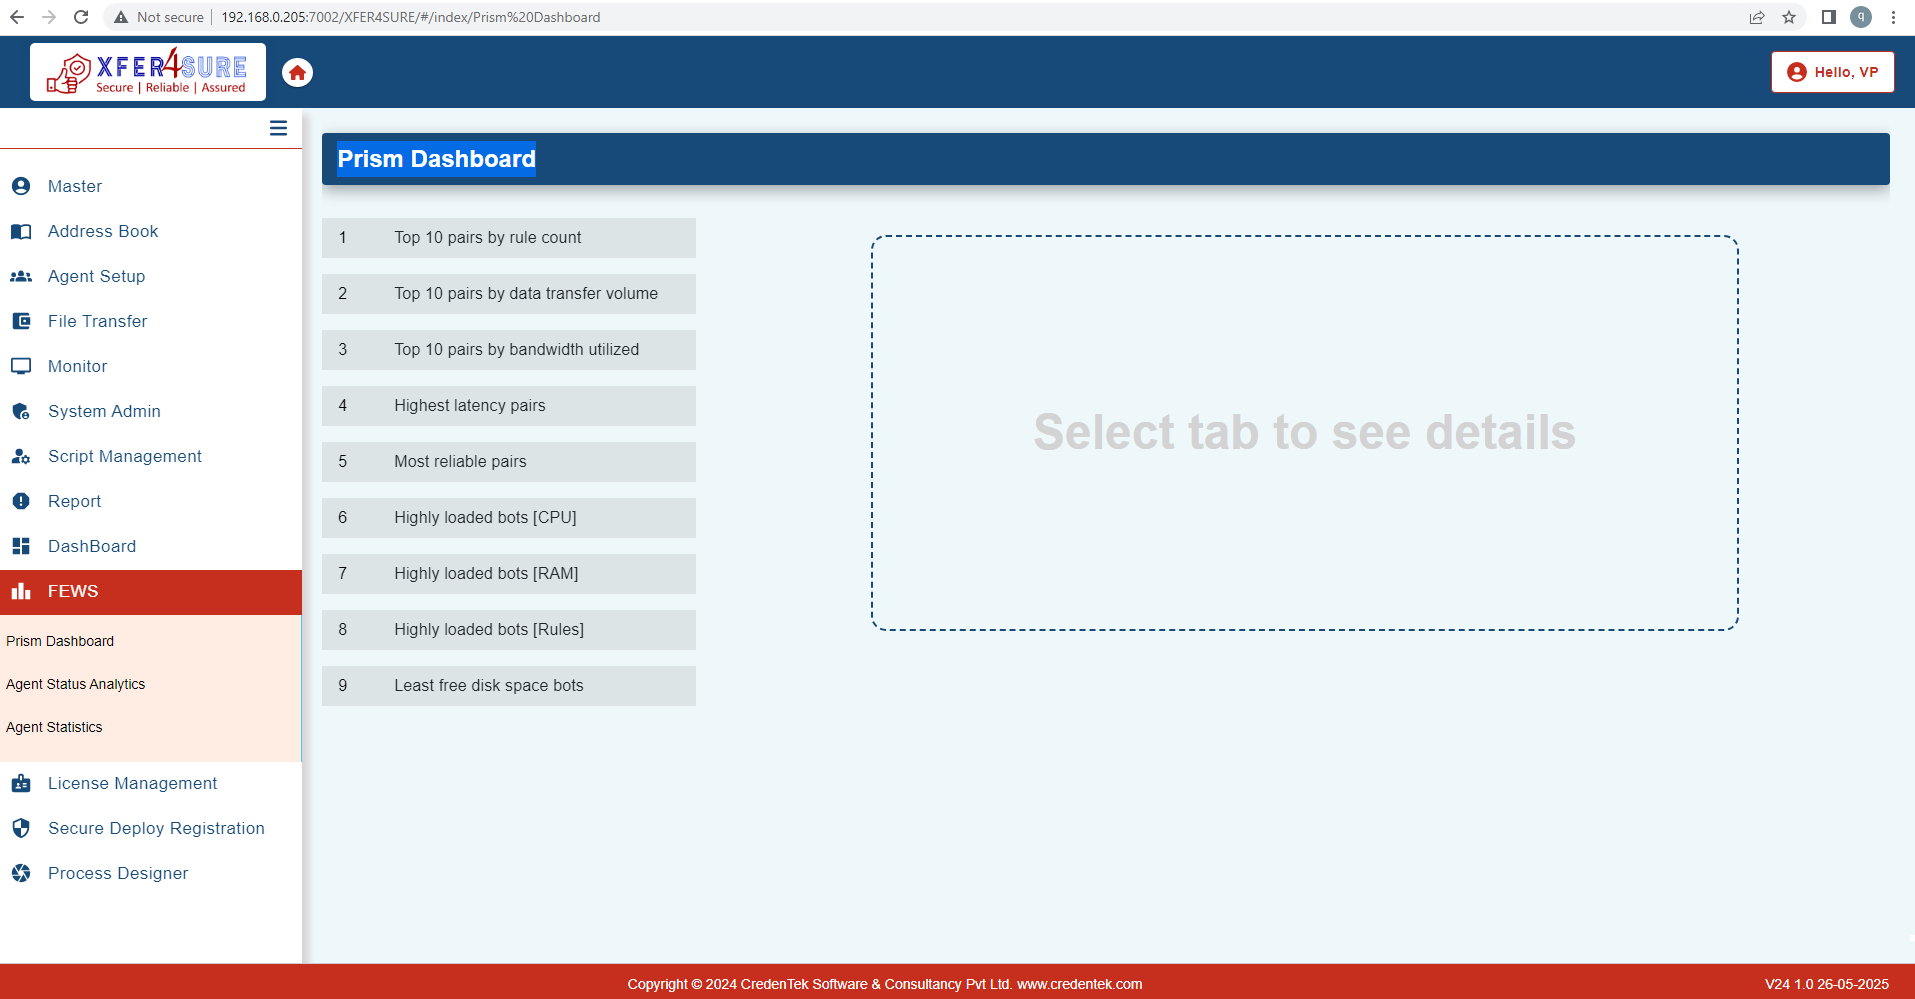 Not secure
192.168.0.205:7002/XFER4SURE/#/index/Prism%20Dashboard
q
XFER4SURE
Secure | Reliable | Assured
Hello, VP
Master
Address Book
Agent Setup
File Transfer
Monitor
System Admin
Script Management
Report
DashBoard
FEWS
Prism Dashboard
Agent Status Analytics
Agent Statistics
License Management
Secure Deploy Registration
Process Designer
Prism Dashboard
1 Top 10 pairs by rule count
2 Top 10 pairs by data transfer volume
3 Top 10 pairs by bandwidth utilized
4 Highest latency pairs
5 Most reliable pairs
6 Highly loaded bots [CPU]
7 Highly loaded bots [RAM]
8 Highly loaded bots [Rules]
9 Least free disk space bots
Select tab to see details
Copyright © 2024 CredenTek Software & Consultancy Pvt Ltd. www.credentek.com
V24 1.0 26-05-2025